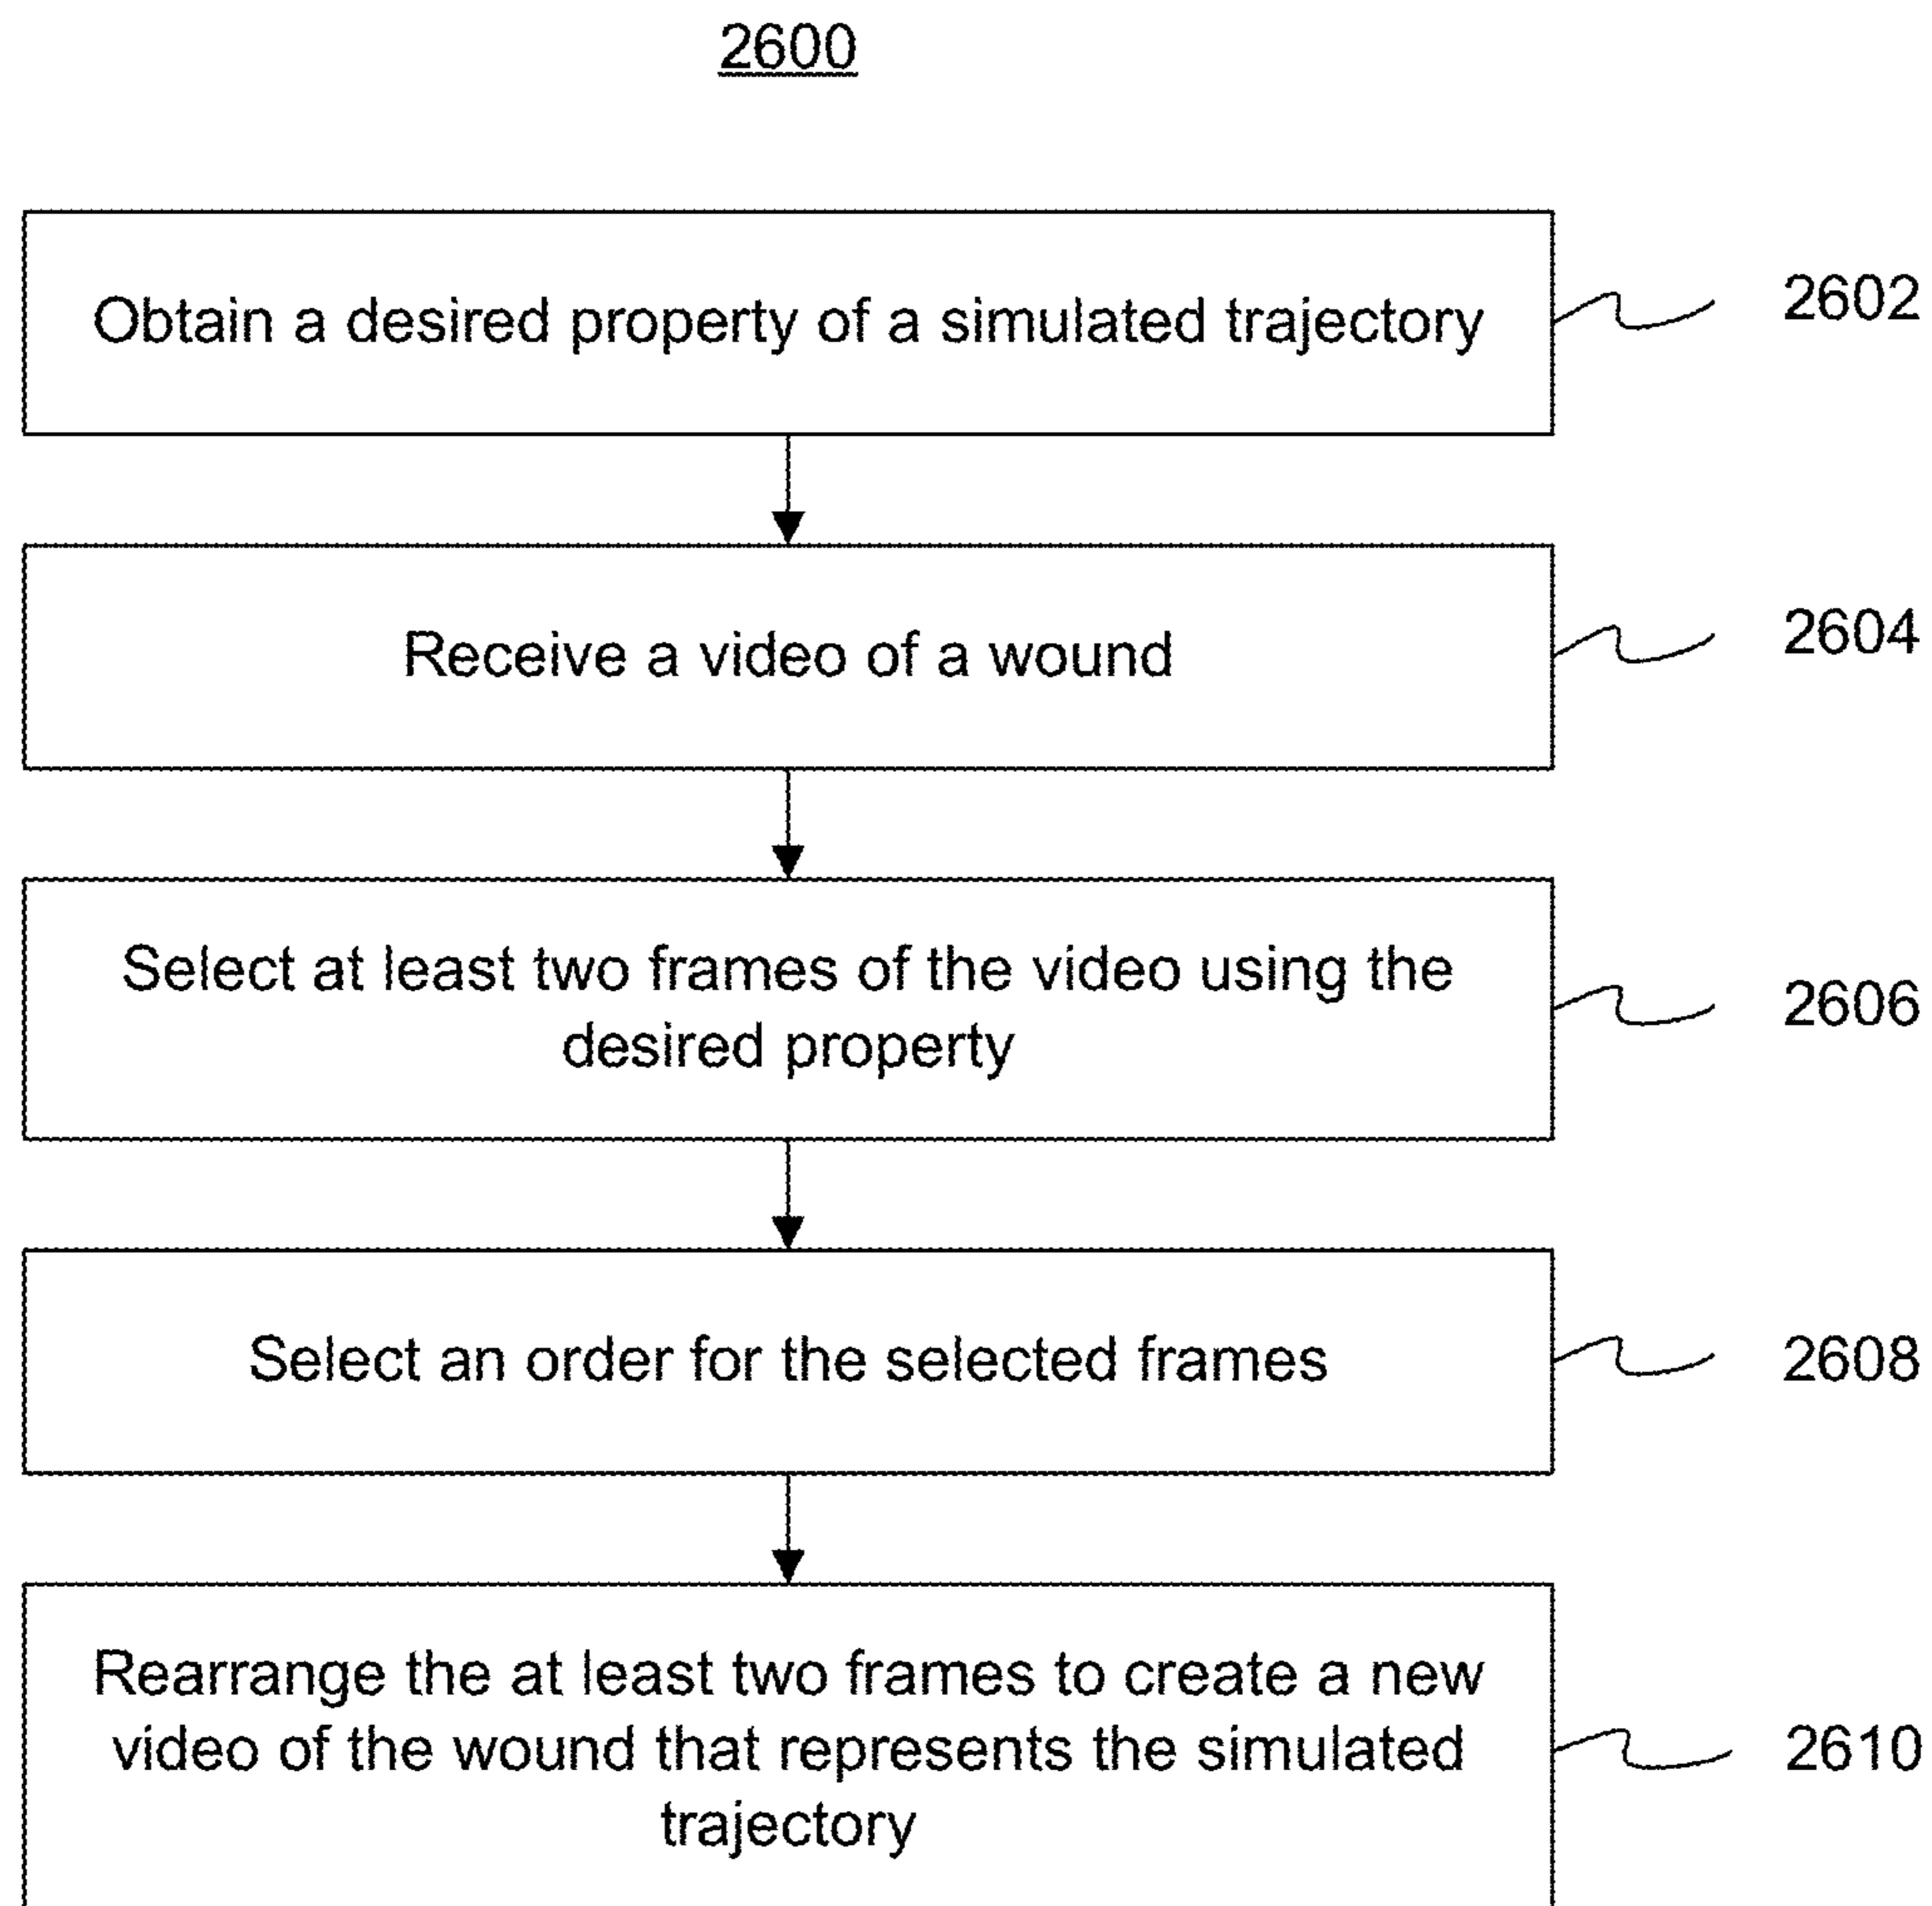 2600
Obtain a desired property of a simulated trajectory
2602
Receive a video of a wound
2604
Select at least two frames of the video using the
desired property
2606
Select an order for the selected frames
2608
Rearrange the at least two frames to create a new
video of the wound that represents the simulated
trajectory
2610